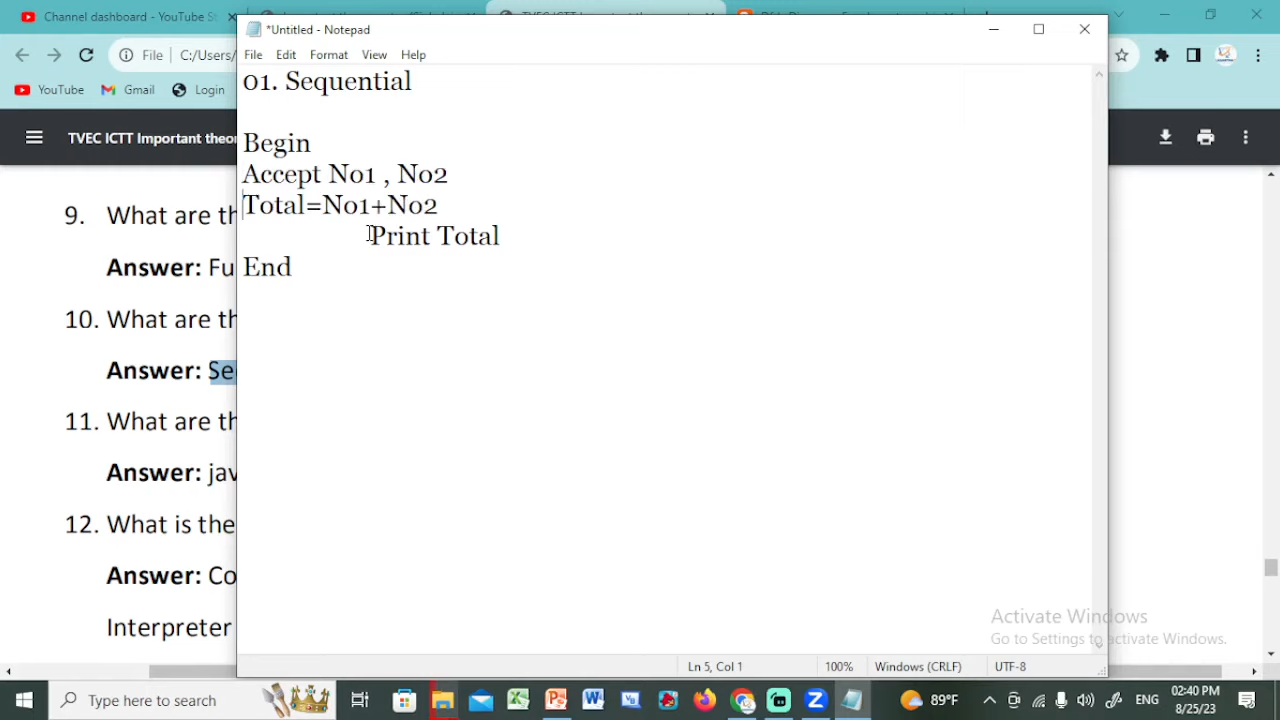 Channel dashboard - YouTube St
*Untitled - Notepad
File Edit Format View Help
File C:/Users/
YouTube Gmail Login
TVEC ICTT Important theor
01. Sequential
Begin
Accept No1 , No2
Total=No1+No2
Print Total
End
9. What are th
Answer: Fu
10. What are th
Answer: Se
11. What are th
Answer: jav
12. What is the
Answer: Co
Interpreter
Activate Windows
Go to Settings to activate Windows.
Ln 5, Col 1 100% Windows (CRLF) UTF-8
Type here to search
89°F ENG 02:40 PM
8/25/23